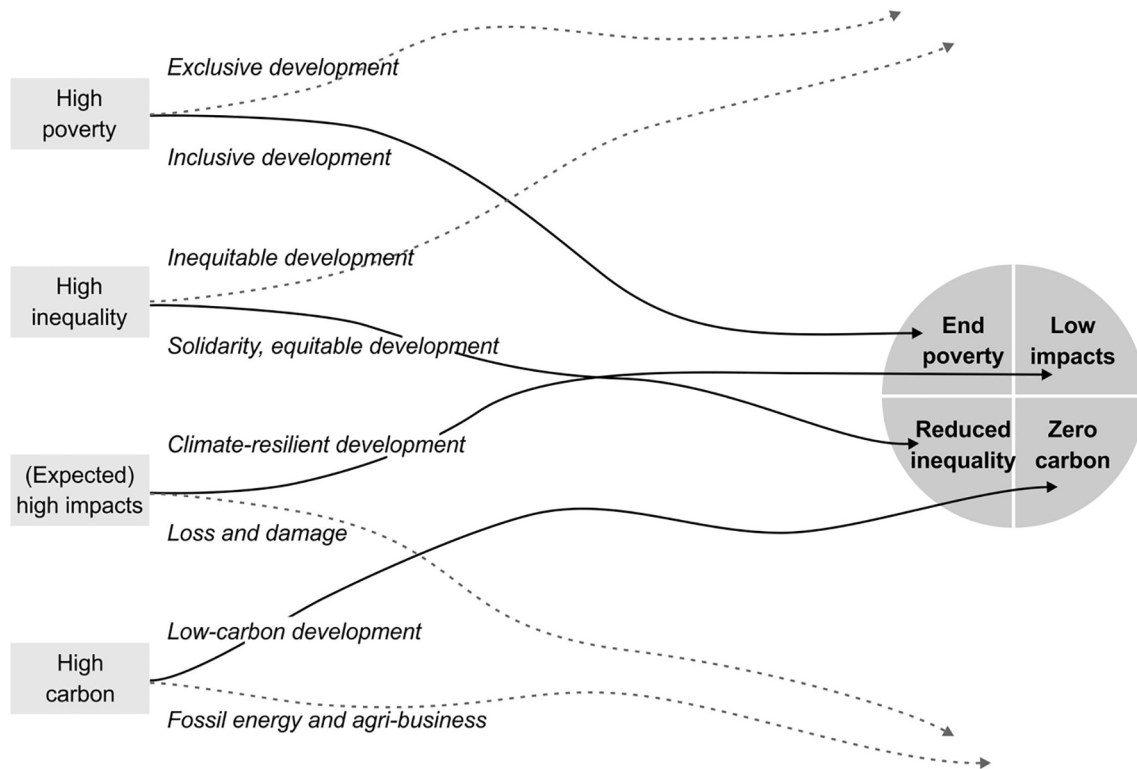 Exclusive development
High
poverty
Inclusive development
Inequitable development
High
inequality
Solidarity, equitable development
End
poverty
Low
impacts
Climate-resilient development
Reduced
inequality
Zero
carbon
(Expected)
high impacts
Loss and damage
Low-carbon development
High
carbon
Fossil energy and agri-business